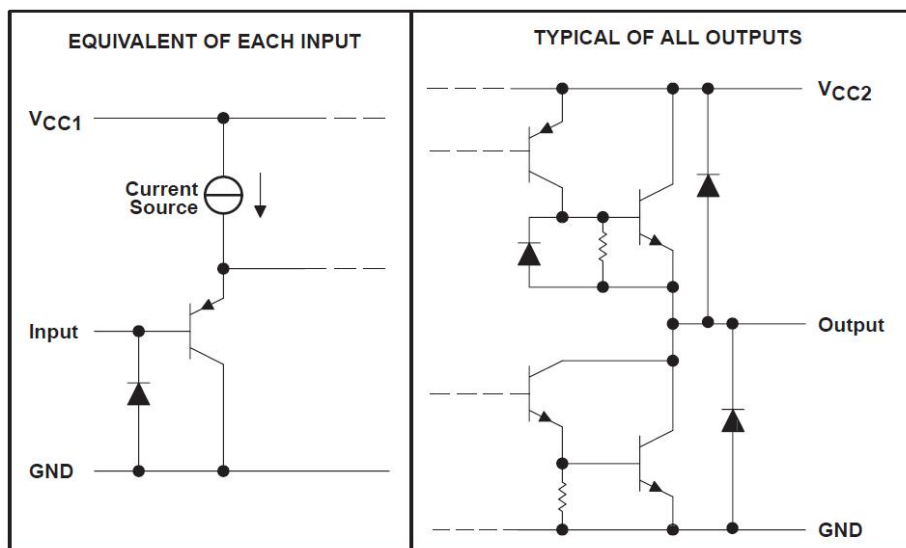 EQUIVALENT OF EACH INPUT
VCC1
Current
Source
Input
GND
TYPICAL OF ALL OUTPUTS
VCC2
Output
GND